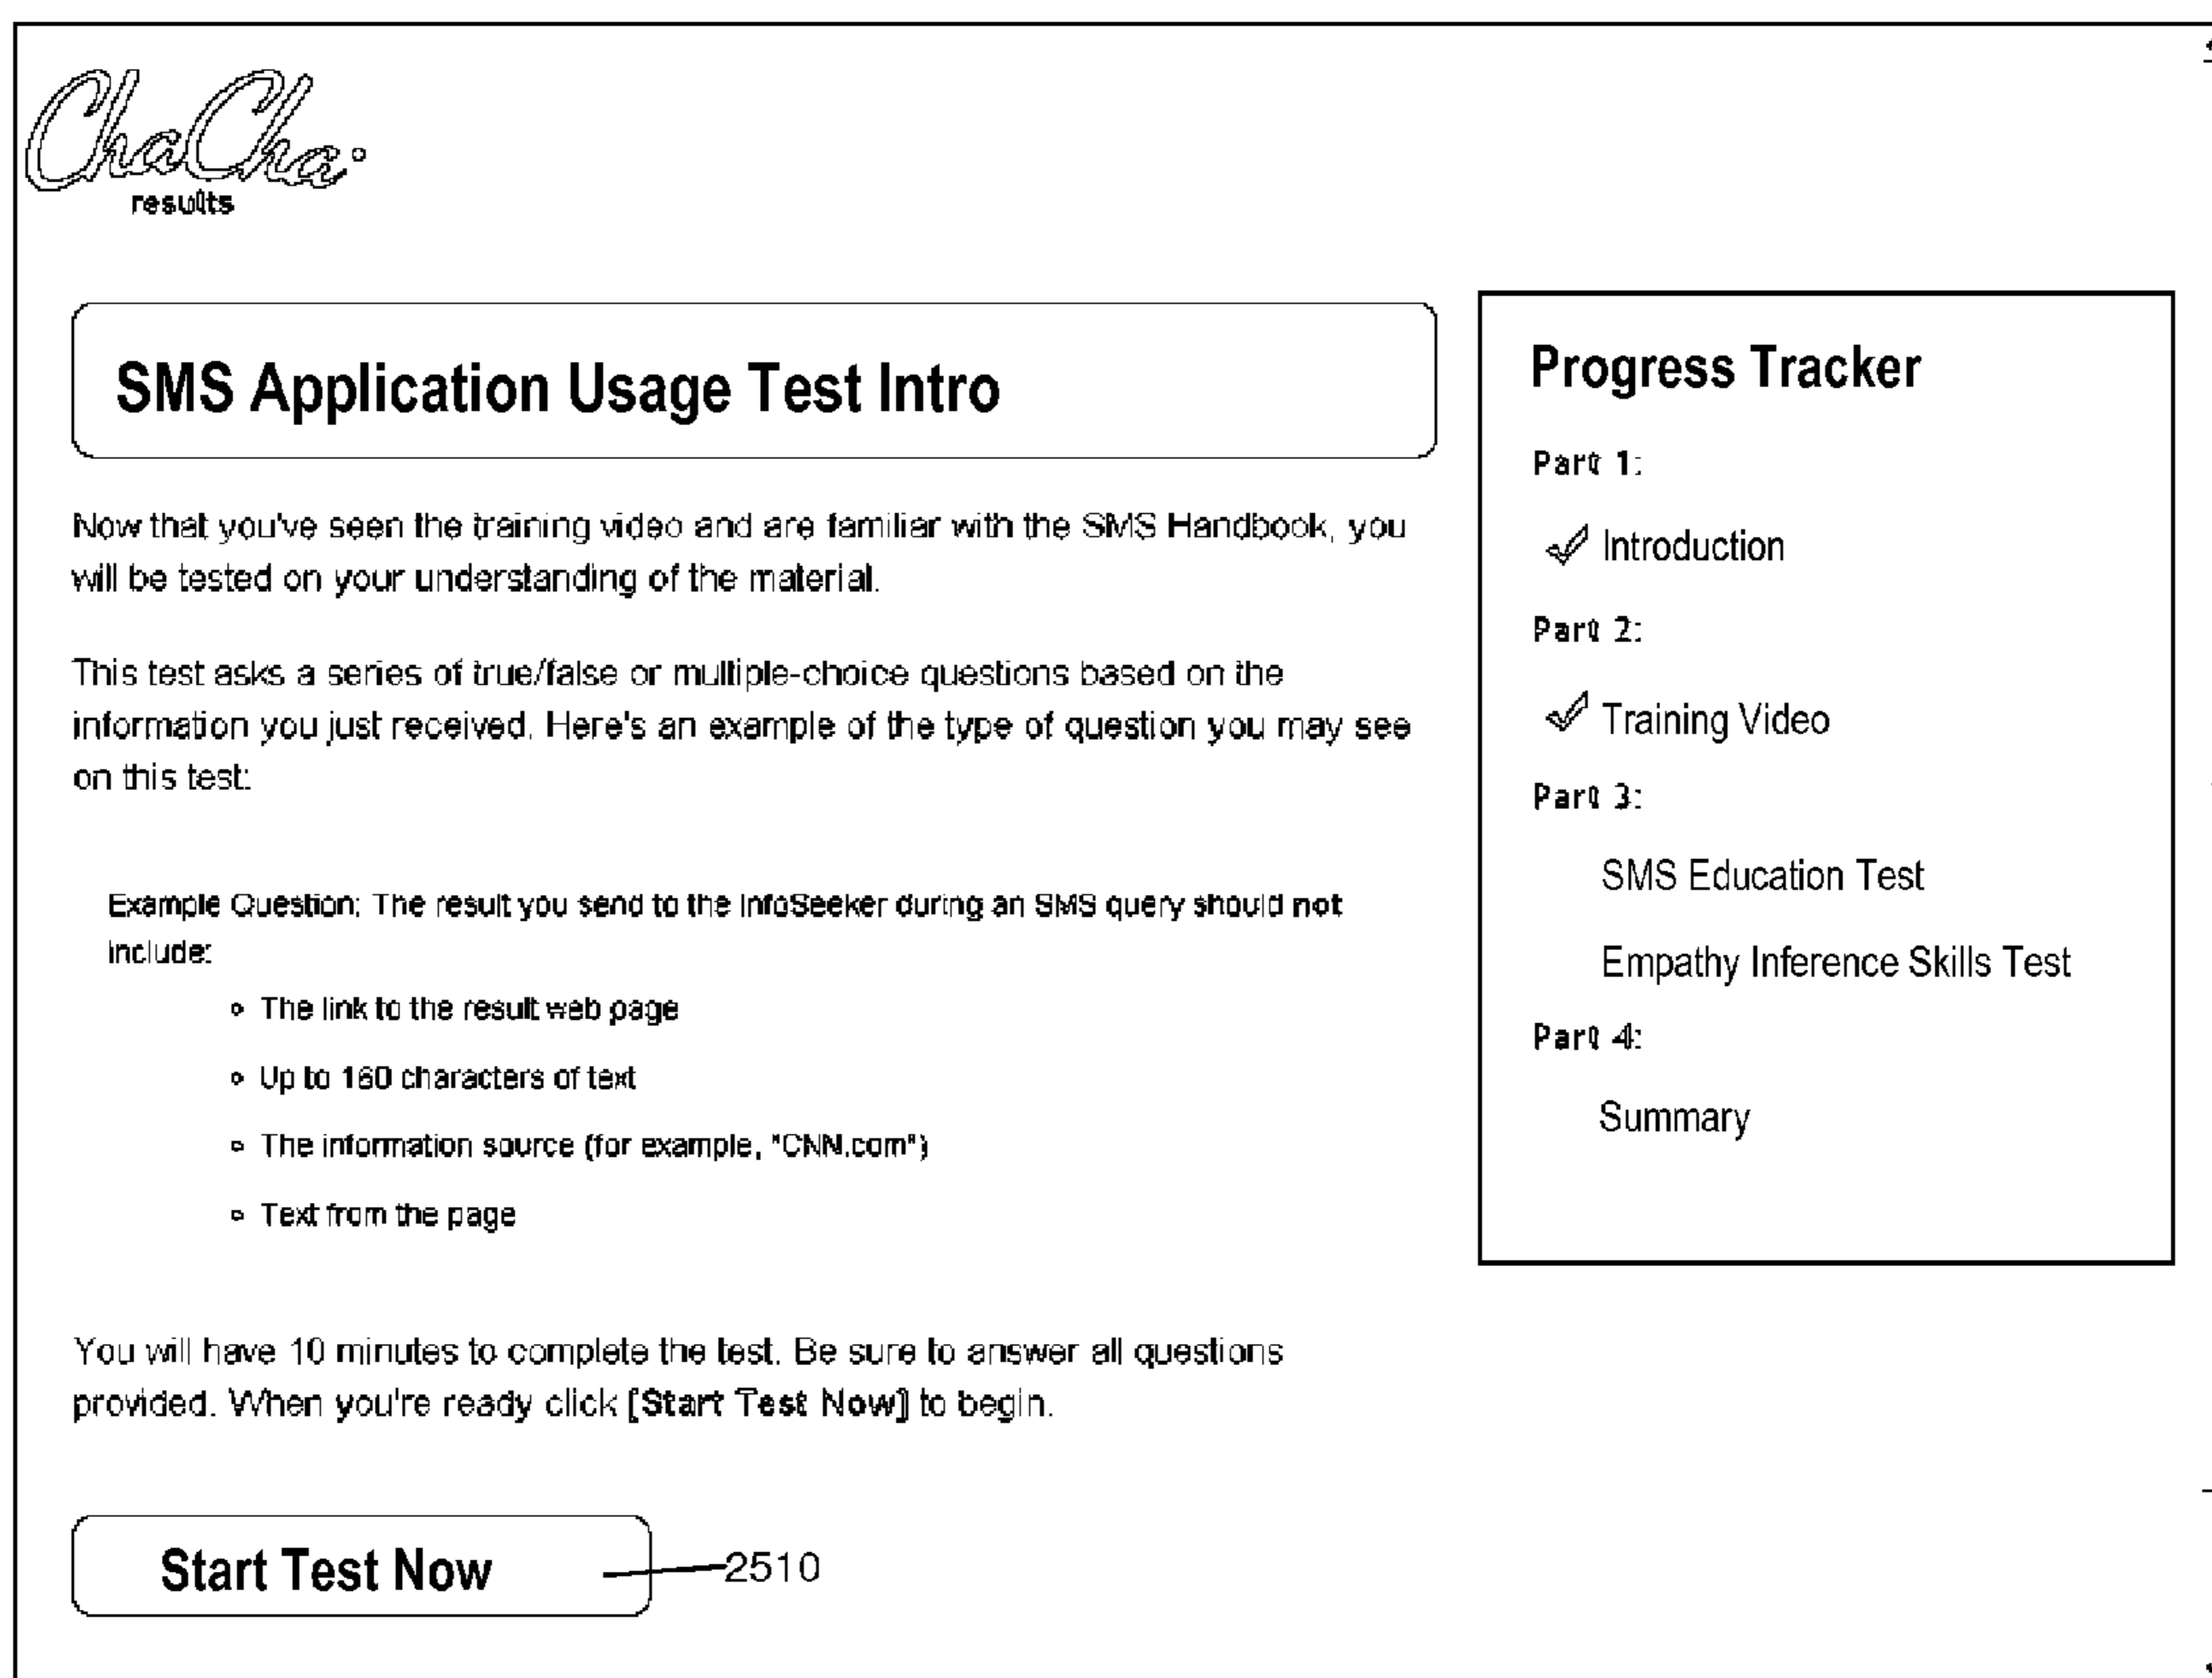 ChaCha
results
SMS Application Usage Test Intro
Now that you've seen the training video and are familiar with the SMS Handbook, you
will be tested on your understanding of the material.
This test asks a series of true/false or multiple-choice questions based on the
information you just received. Here's an example of the type of question you may see
on this test:
Example Question: The result you send to the InfoSeeker during an SMS query should not
include:
The link to the result web page
Up to 160 characters of text
The information source (for example, "CNN.com")
Text from the page
You will have 10 minutes to complete the test. Be sure to answer all questions
provided. When you're ready click [Start Test Now] to begin.
Start Test Now
2510
Progress Tracker
Part 1:
Introduction
Part 2:
Training Video
Part 3:
SMS Education Test
Empathy Inference Skills Test
Part 4:
Summary